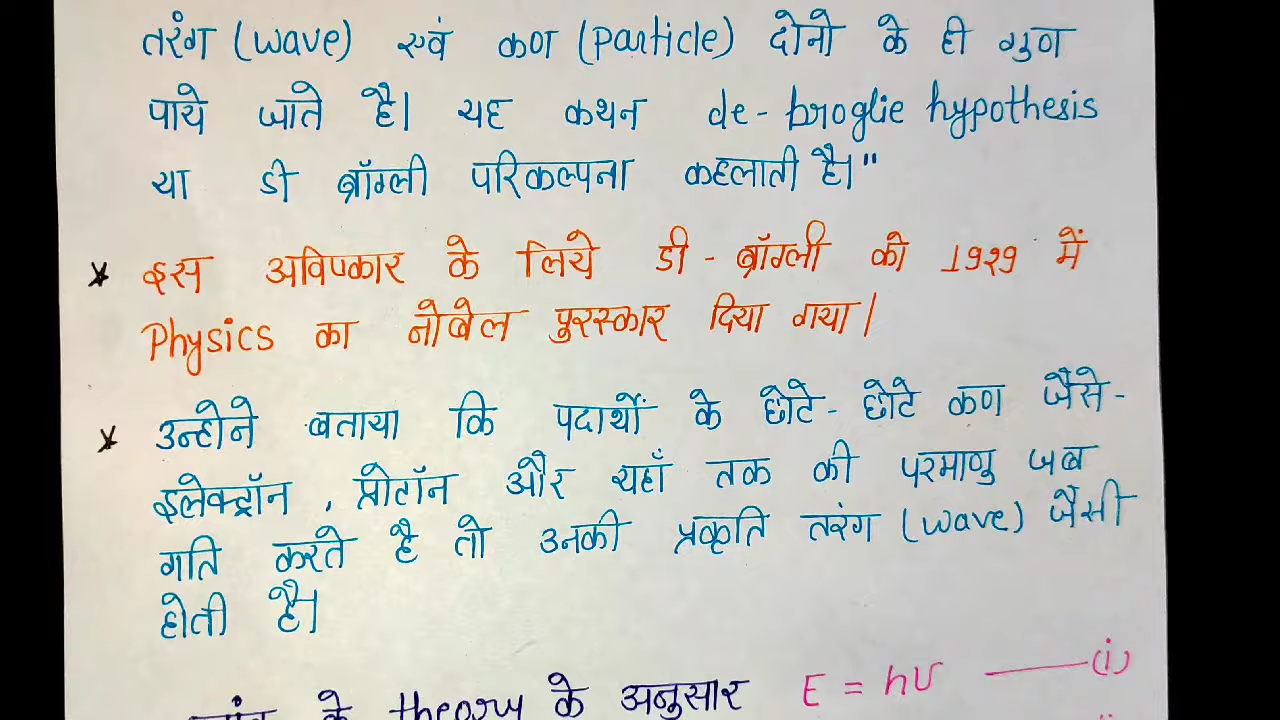 तरंग (wave) एवं कण (Particle) दोनो के ही गुण
पाये जाते है। यह कथन de-broglie hypothesis
या डी ब्रॉग्ली परिकल्पना कहलाती है।"
* इस अविष्कार के लिये डी - ब्रॉग्ली को 1929 में
Physics का नोबेल पुरस्कार दिया गया।
* उन्होने बताया कि पदार्थों के छोटे - छोटे कण जैसे-
इलेक्ट्रॉन , प्रोटॉन और यहाँ तक की परमाणु जब
गति करते है तो उनकी प्रकृति तरंग (wave) जैसी
होती है।
के theory के अनुसार E = hν ——(i)